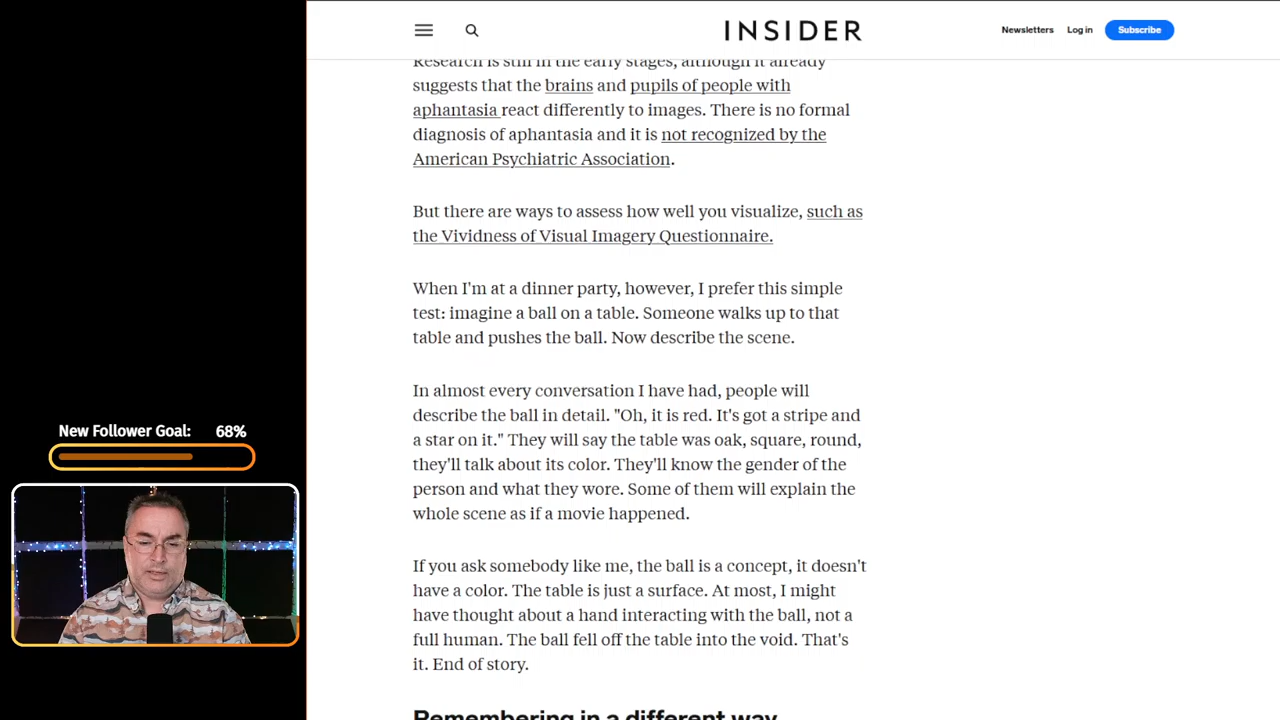 INSIDER
Newsletters
Log in
Subscribe
Research is still in the early stages, although it already
suggests that the brains and pupils of people with
aphantasia react differently to images. There is no formal
diagnosis of aphantasia and it is not recognized by the
American Psychiatric Association.
But there are ways to assess how well you visualize, such as
the Vividness of Visual Imagery Questionnaire.
When I'm at a dinner party, however, I prefer this simple
test: imagine a ball on a table. Someone walks up to that
table and pushes the ball. Now describe the scene.
In almost every conversation I have had, people will
describe the ball in detail. "Oh, it is red. It's got a stripe and
a star on it." They will say the table was oak, square, round,
they'll talk about its color. They'll know the gender of the
person and what they wore. Some of them will explain the
whole scene as if a movie happened.
If you ask somebody like me, the ball is a concept, it doesn't
have a color. The table is just a surface. At most, I might
have thought about a hand interacting with the ball, not a
full human. The ball fell off the table into the void. That's
it. End of story.
Remembering in a different way
New Follower Goal: 68%